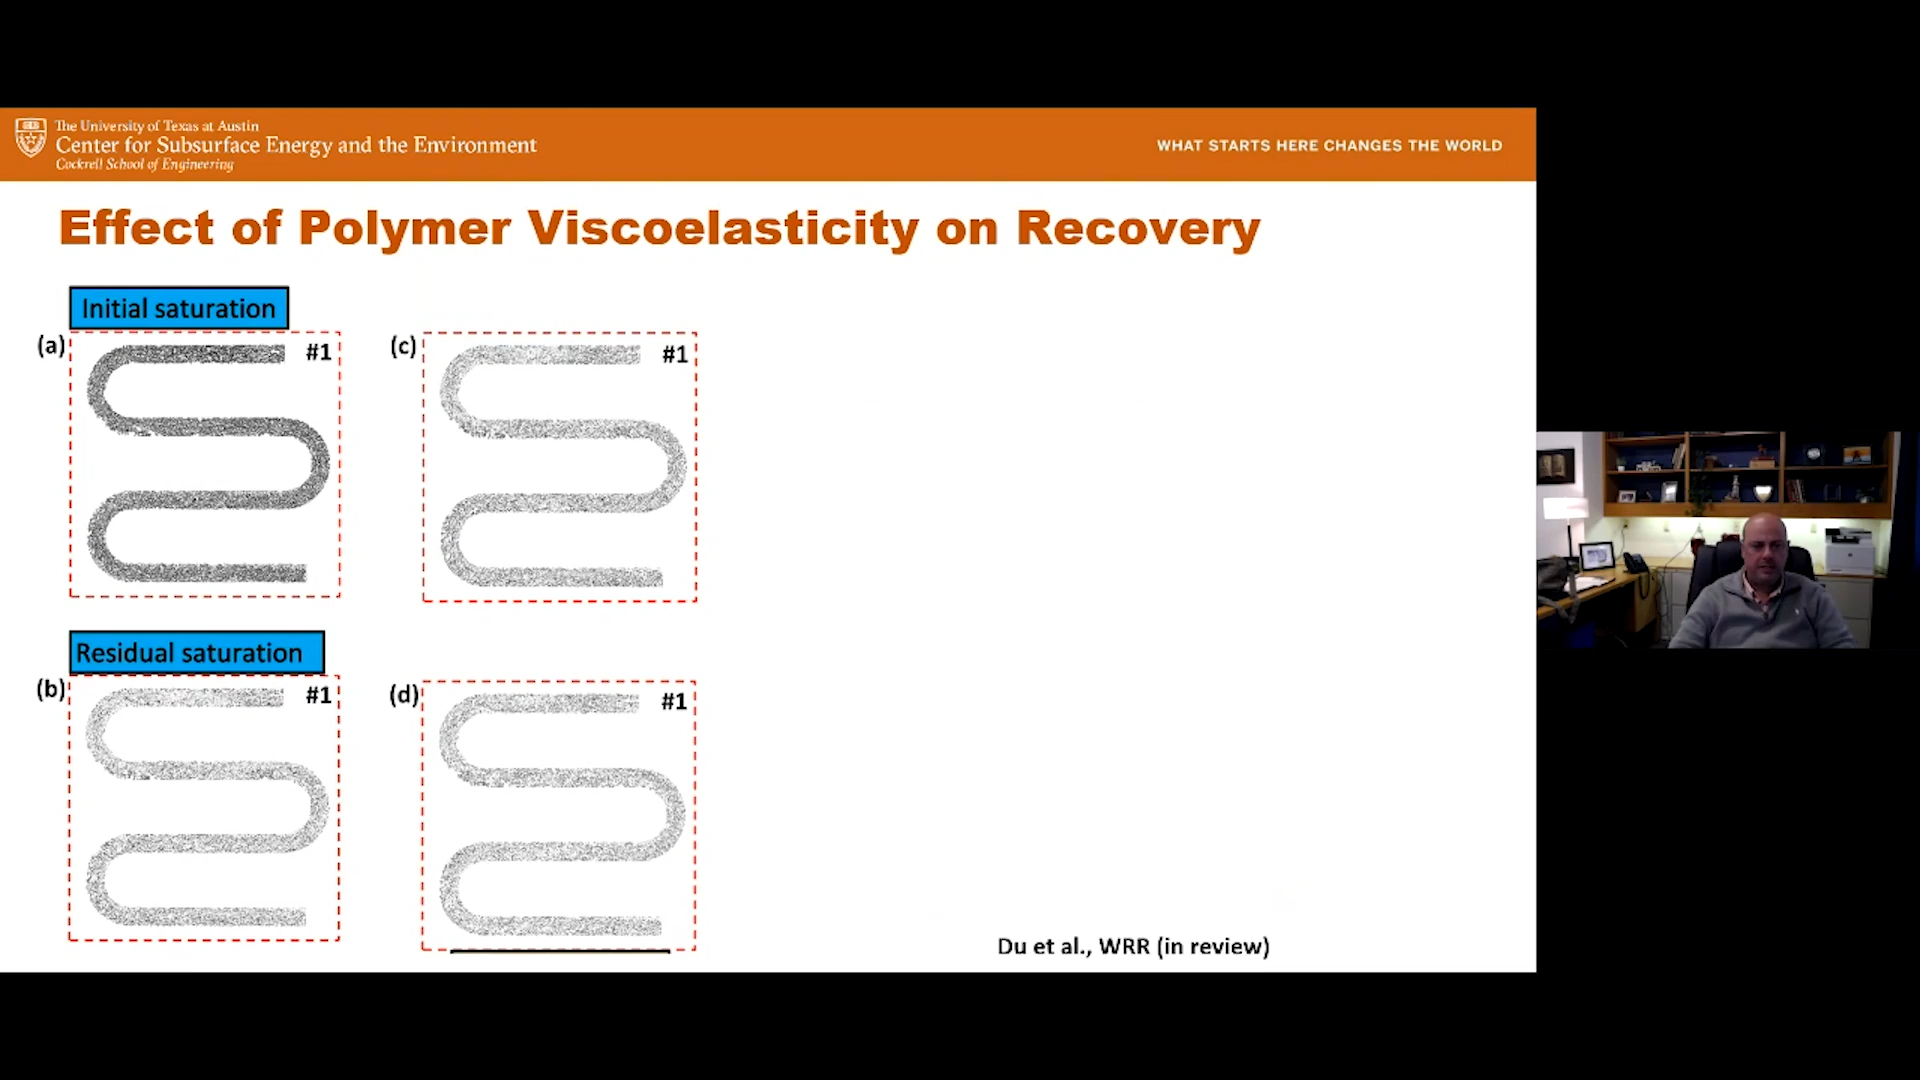 The University of Texas at Austin
Center for Subsurface Energy and the Environment
Cockrell School of Engineering
WHAT STARTS HERE CHANGES THE WORLD
Effect of Polymer Viscoelasticity on Recovery
Initial saturation
(a)
#1
(c)
#1
Residual saturation
(b)
#1
(d)
#1
Du et al., WRR (in review)